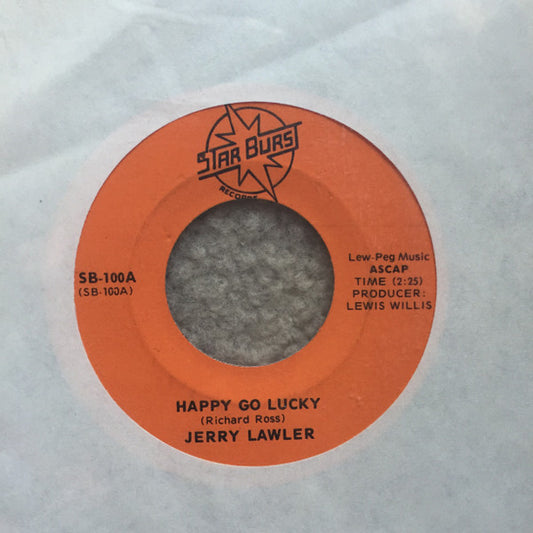 STAR BURST
RECORDS
SB-100A
(SB-100A)
Lew-Peg Music
ASCAP
TIME (2:25)
PRODUCER:
LEWIS WILLIS
HAPPY GO LUCKY
(Richard Ross)
JERRY LAWLER